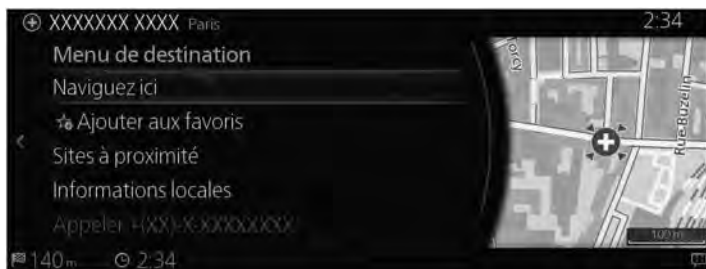 XXXXXXX XXXX Paris 2:34
Menu de destination
Naviguez ici
Ajouter aux favoris
Sites à proximité
Informations locales
Appeler +(XX)-X-XXXXXXXX
140 m 2:34
Torcy
Rue Buzelin
100 m